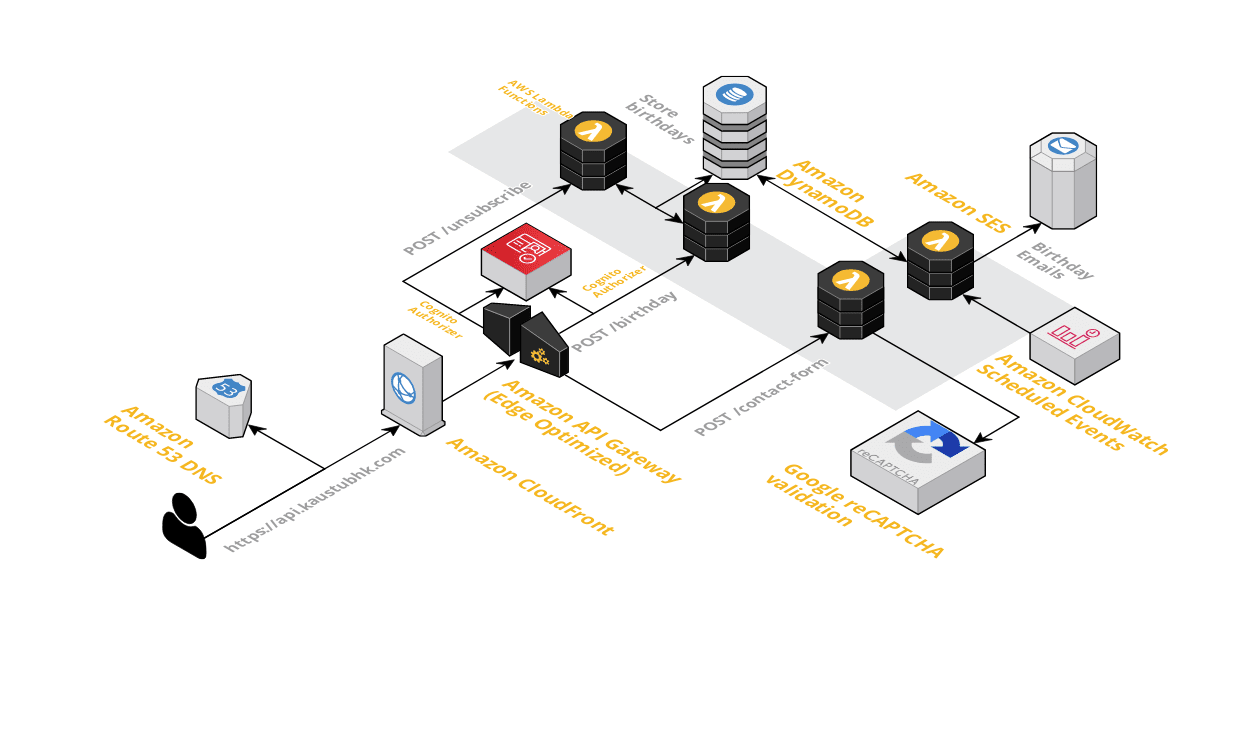 AWS Lambda
Functions
Store
birthdays
Amazon
DynamoDB
Amazon SES
Birthday
Emails
POST /unsubscribe
Cognito
Authorizer
Cognito
Authorizer
POST /birthday
POST /contact-form
Amazon CloudWatch
Scheduled Events
53
Amazon
Route 53 DNS
https://api.kaustubhk.com
Amazon CloudFront
Amazon API Gateway
(Edge Optimized)
reCAPTCHA
Google reCAPTCHA
validation